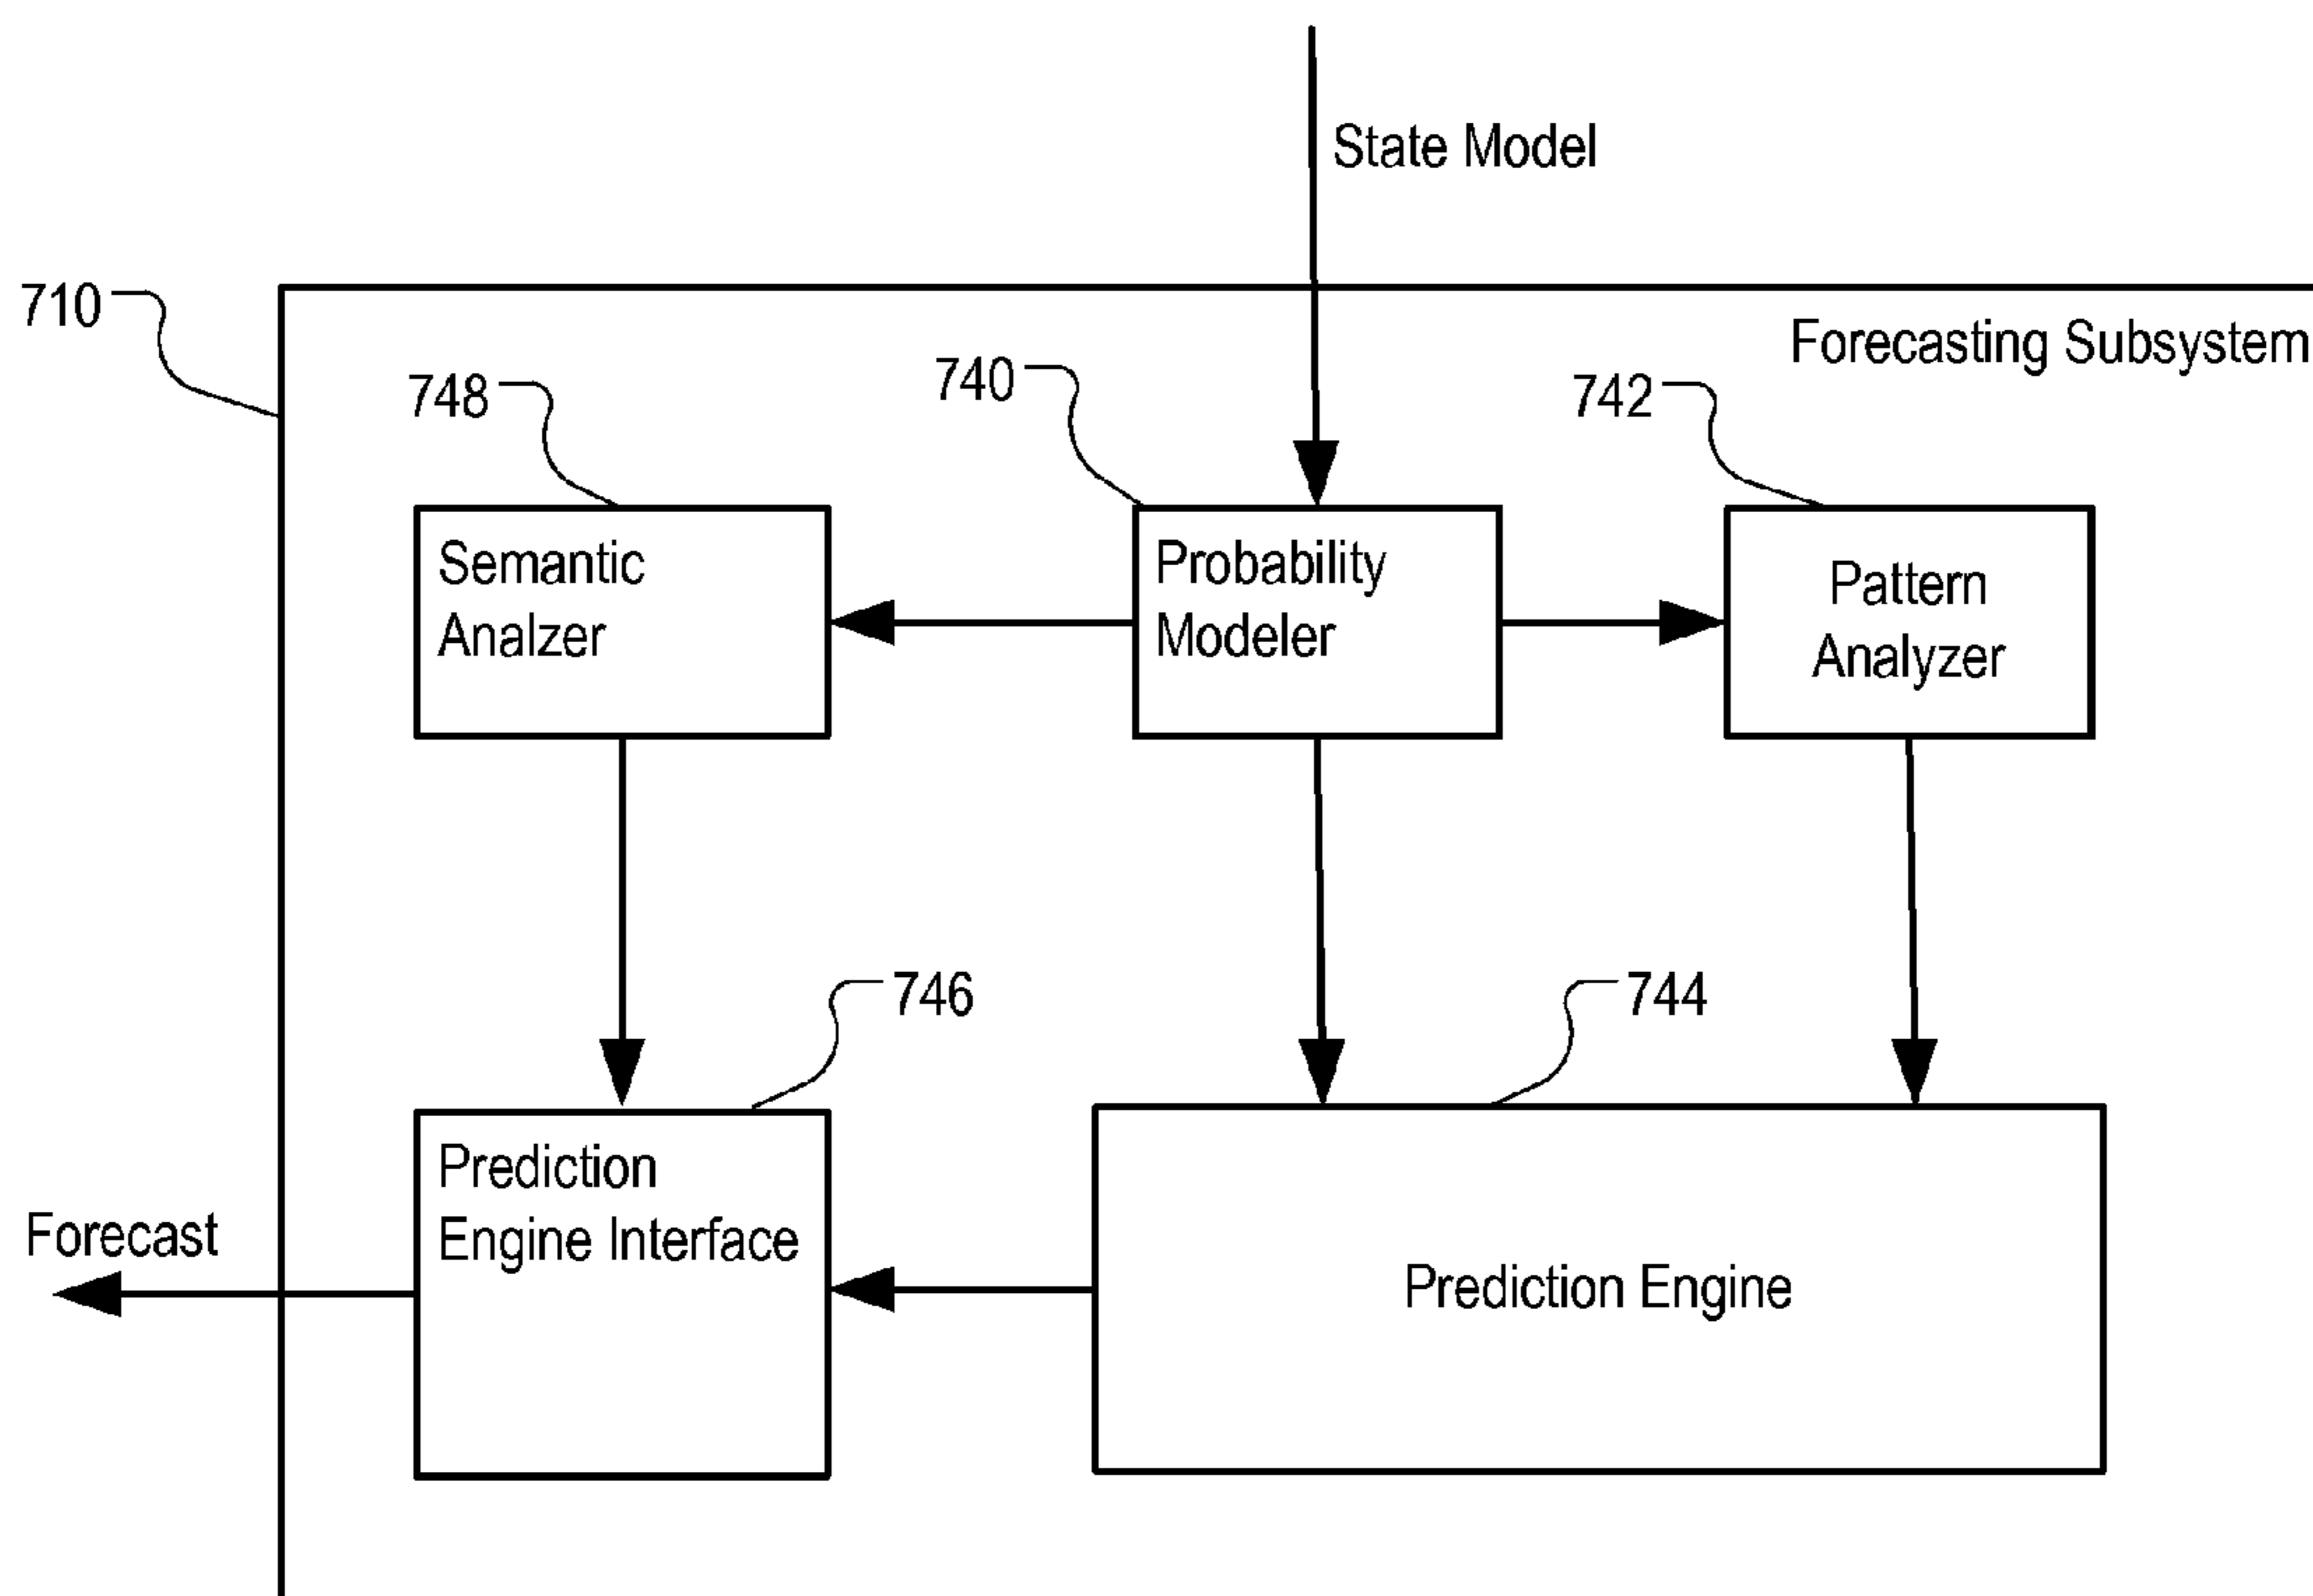 State Model
710
Forecasting Subsystem
748
740
742
Semantic
Analzer
Probability
Modeler
Pattern
Analyzer
746
744
Prediction
Engine Interface
Forecast
Prediction Engine